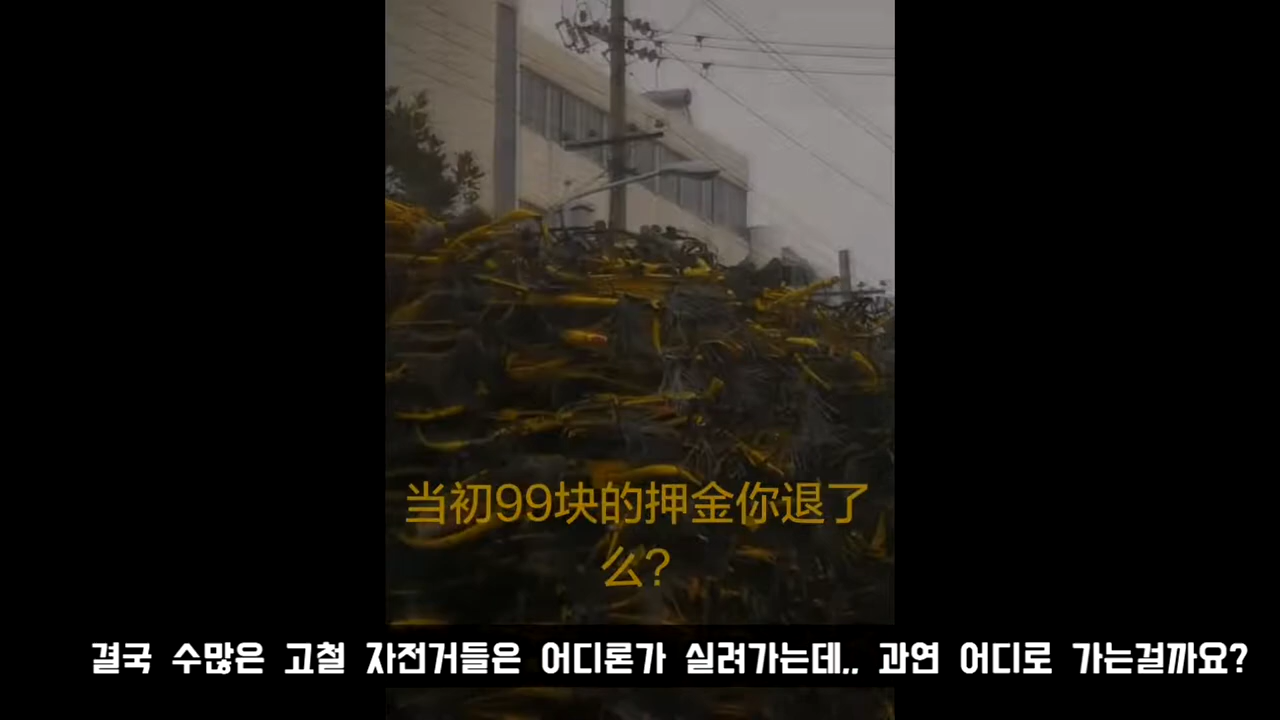 当初99块的押金你退了
么?
결국 수많은 고철 자전거들은 어디론가 실려가는데,, 과연 어디로 가는걸까요?